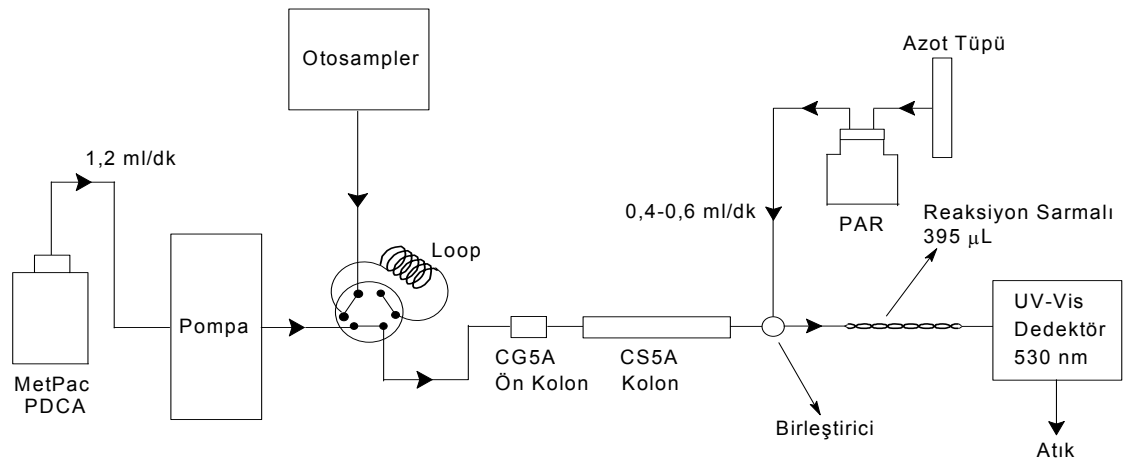 Azot Tüpü
Otosampler
1,2 ml/dk
0,4-0,6 ml/dk
PAR
Reaksiyon Sarmalı
395 µL
Loop
Pompa
UV-Vis
Dedektör
530 nm
MetPac
PDCA
CG5A
Ön Kolon
CS5A
Kolon
Birleştirici
Atık